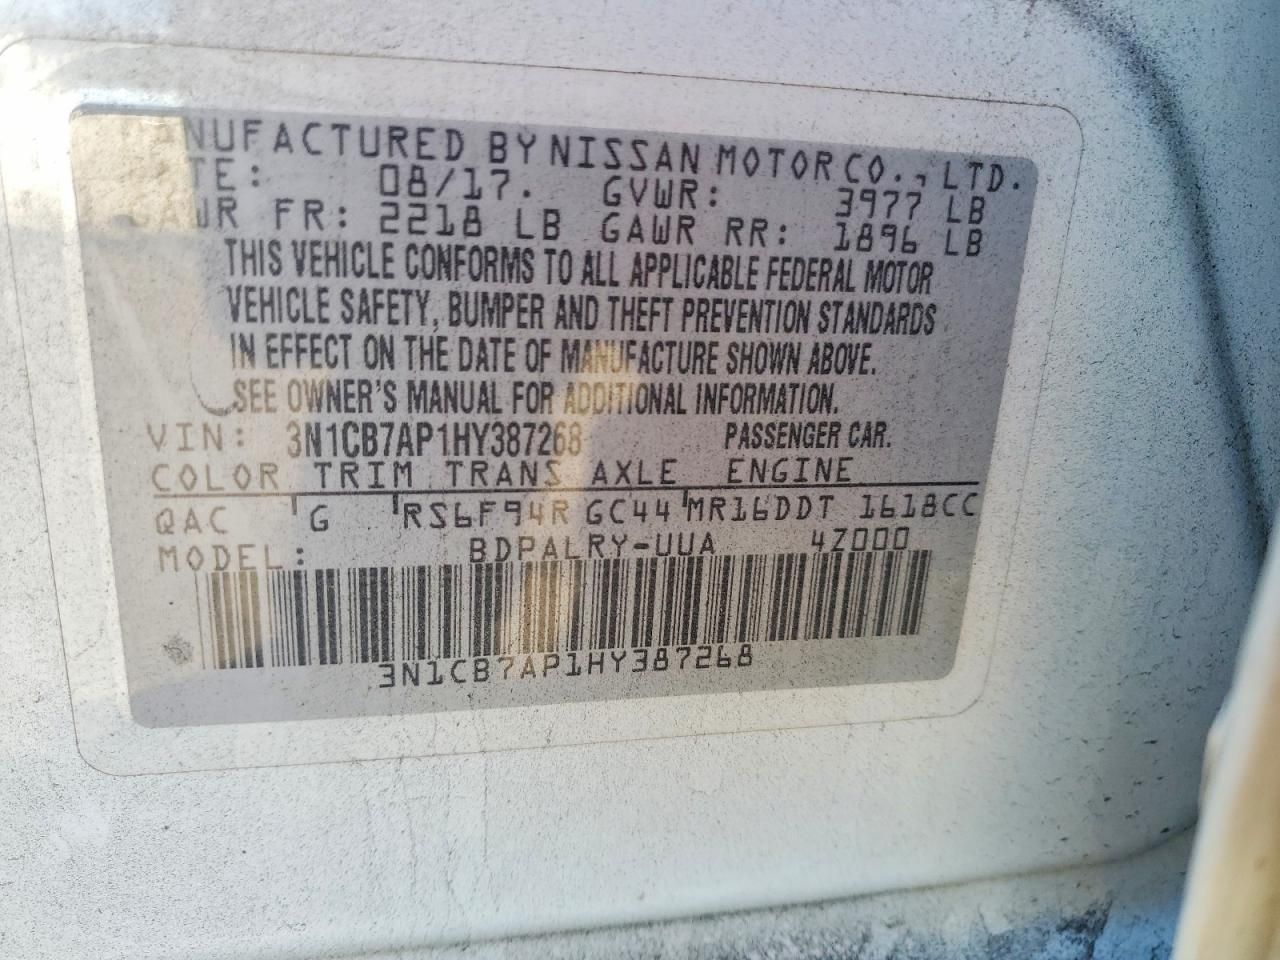 MANUFACTURED BY NISSAN MOTOR CO., LTD.
DATE: 08/17. GVWR: 3977 LB
GAWR FR: 2218 LB GAWR RR: 1896 LB
THIS VEHICLE CONFORMS TO ALL APPLICABLE FEDERAL MOTOR
VEHICLE SAFETY, BUMPER AND THEFT PREVENTION STANDARDS
IN EFFECT ON THE DATE OF MANUFACTURE SHOWN ABOVE.
SEE OWNER'S MANUAL FOR ADDITIONAL INFORMATION.
VIN: 3N1CB7AP1HY387268 PASSENGER CAR.
COLOR TRIM TRANS AXLE ENGINE
QAC G RS6F94R GC44 MR16DDT 1618CC
MODEL: BDPALRY-UUA 4Z000
3N1CB7AP1HY387268